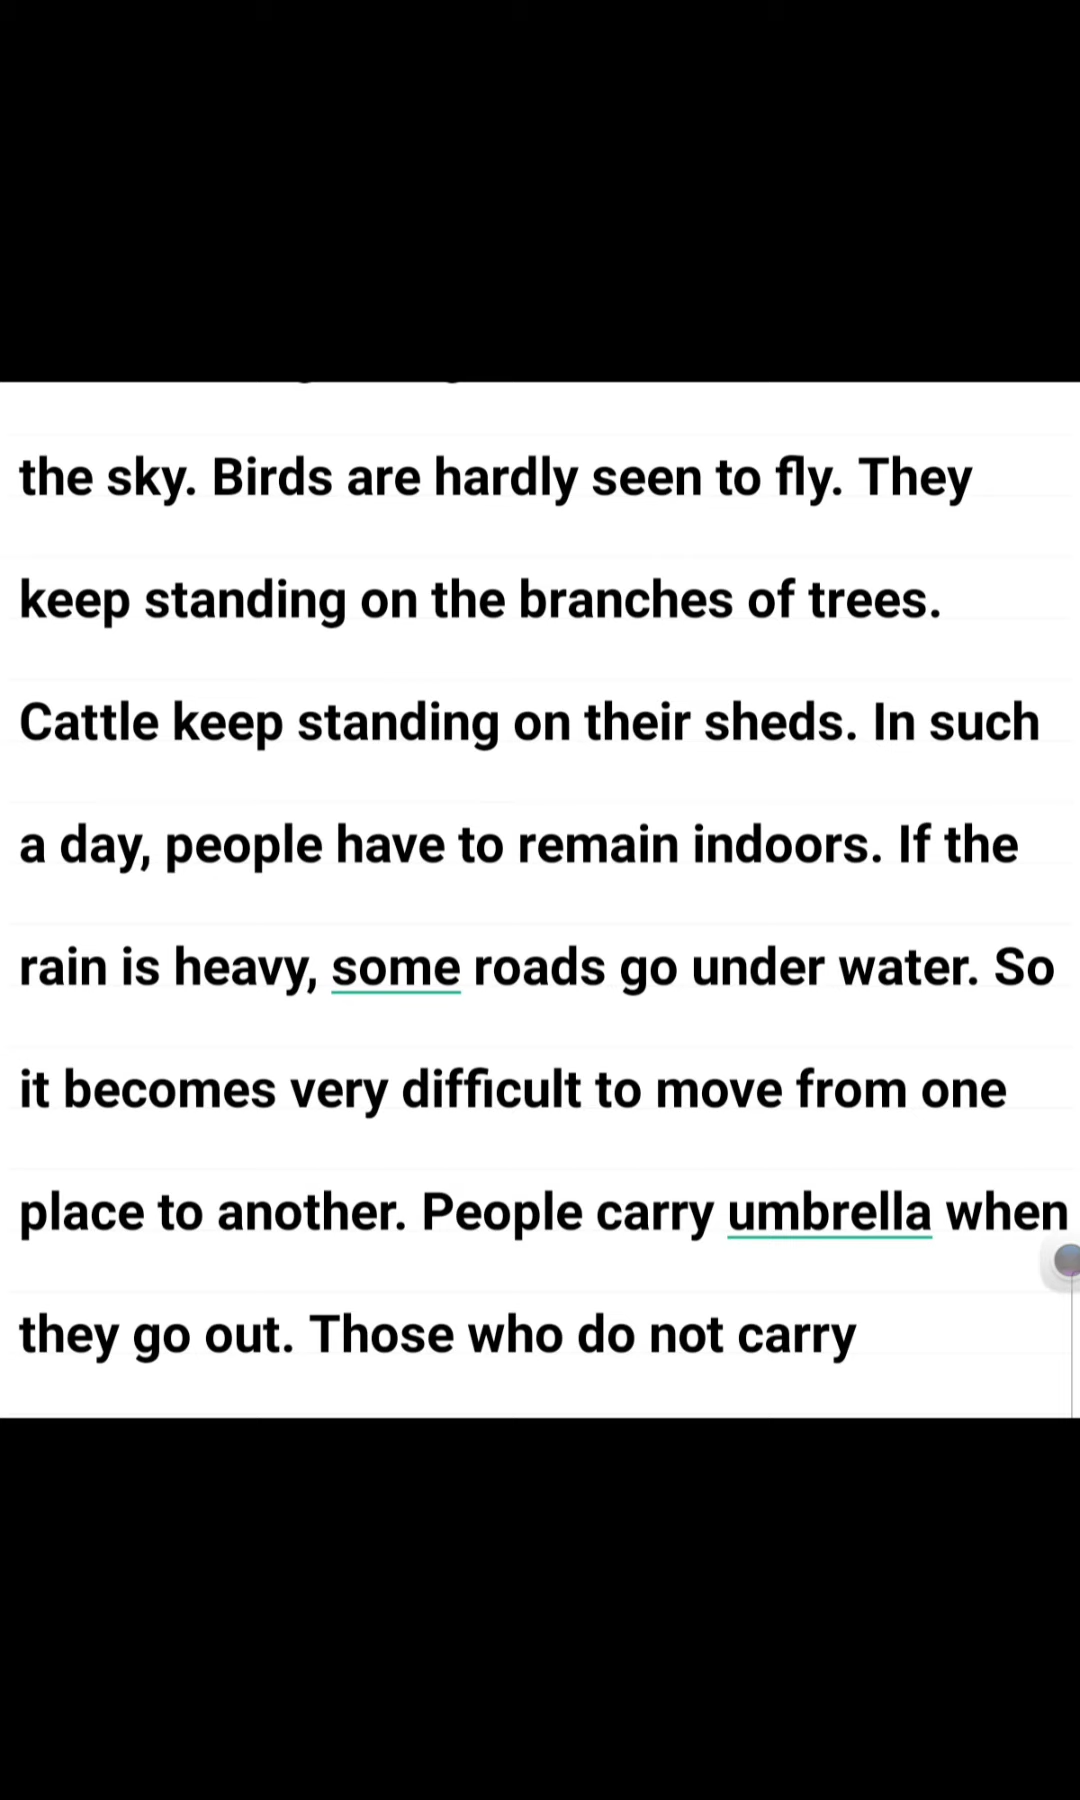 the sky. Birds are hardly seen to fly. They
keep standing on the branches of trees.
Cattle keep standing on their sheds. In such
a day, people have to remain indoors. If the
rain is heavy, some roads go under water. So
it becomes very difficult to move from one
place to another. People carry umbrella when
they go out. Those who do not carry